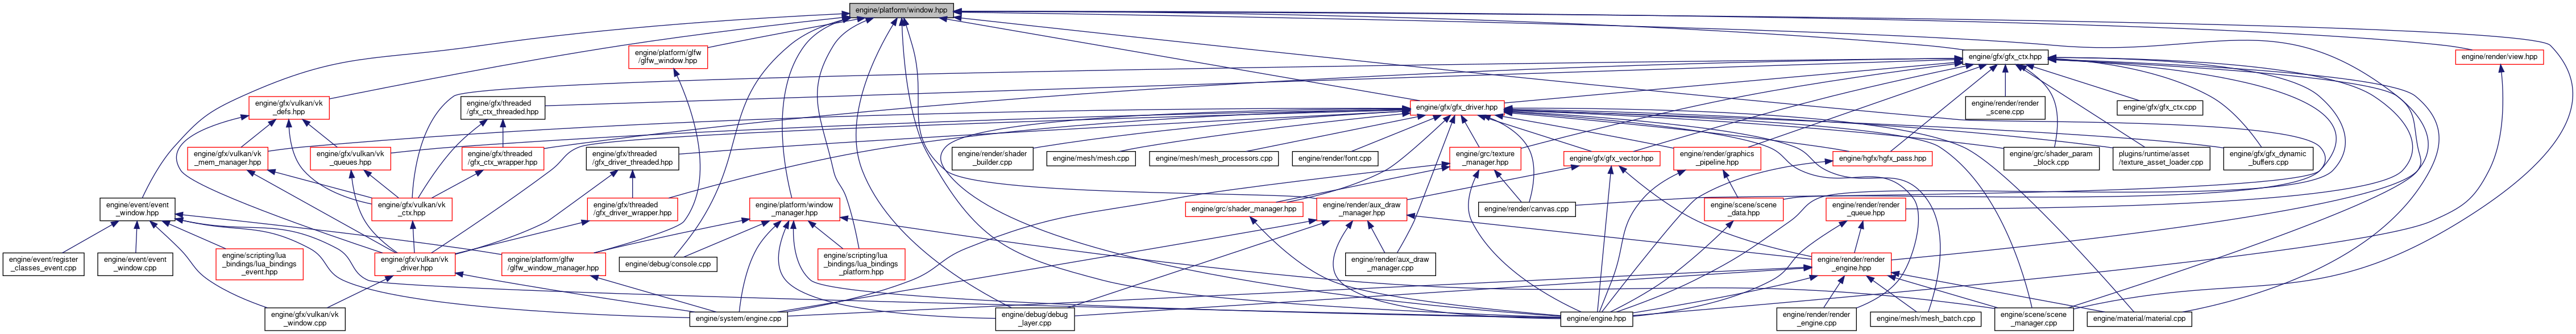 engine/platform/window.hpp
engine/platform/glfw
/glfw_window.hpp
engine/gfx/gfx_ctx.hpp
engine/render/view.hpp
engine/gfx/vulkan/vk
_defs.hpp
engine/gfx/threaded
/gfx_ctx_threaded.hpp
engine/gfx/gfx_driver.hpp
engine/render/render
_scene.cpp
engine/gfx/gfx_ctx.cpp
engine/gfx/vulkan/vk
_mem_manager.hpp
engine/gfx/vulkan/vk
_queues.hpp
engine/gfx/threaded
/gfx_ctx_wrapper.hpp
engine/gfx/threaded
/gfx_driver_threaded.hpp
engine/render/shader
_builder.cpp
engine/mesh/mesh.cpp
engine/mesh/mesh_processors.cpp
engine/render/font.cpp
engine/grc/texture
_manager.hpp
engine/gfx/gfx_vector.hpp
engine/render/graphics
_pipeline.hpp
engine/hgfx/hgfx_pass.hpp
engine/grc/shader_param
_block.cpp
plugins/runtime/asset
/texture_asset_loader.cpp
engine/gfx/gfx_dynamic
_buffers.cpp
engine/event/event
_window.hpp
engine/gfx/vulkan/vk
_ctx.hpp
engine/gfx/threaded
/gfx_driver_wrapper.hpp
engine/platform/window
_manager.hpp
engine/grc/shader_manager.hpp
engine/render/aux_draw
_manager.hpp
engine/render/canvas.cpp
engine/scene/scene
_data.hpp
engine/render/render
_queue.hpp
engine/event/register
_classes_event.cpp
engine/event/event
_window.cpp
engine/scripting/lua
_bindings/lua_bindings
_event.hpp
engine/gfx/vulkan/vk
_driver.hpp
engine/platform/glfw
/glfw_window_manager.hpp
engine/debug/console.cpp
engine/scripting/lua
_bindings/lua_bindings
_platform.hpp
engine/render/aux_draw
_manager.cpp
engine/render/render
_engine.hpp
engine/gfx/vulkan/vk
_window.cpp
engine/system/engine.cpp
engine/debug/debug
_layer.cpp
engine/engine.hpp
engine/render/render
_engine.cpp
engine/mesh/mesh_batch.cpp
engine/scene/scene
_manager.cpp
engine/material/material.cpp